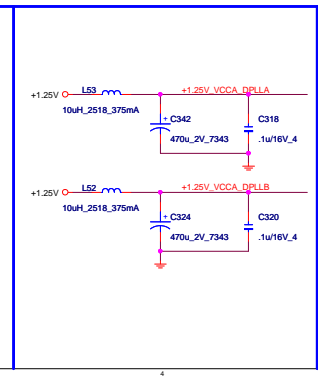 L53
+1.25V_VCCA_DPLLA
+1.25V
10uH_2518_375mA
+
C342
C318
470u_2V_7343
.1u/16V_4
L52
+1.25V_VCCA_DPLLB
+1.25V
10uH_2518_375mA
+
C324
C320
470u_2V_7343
.1u/16V_4
4